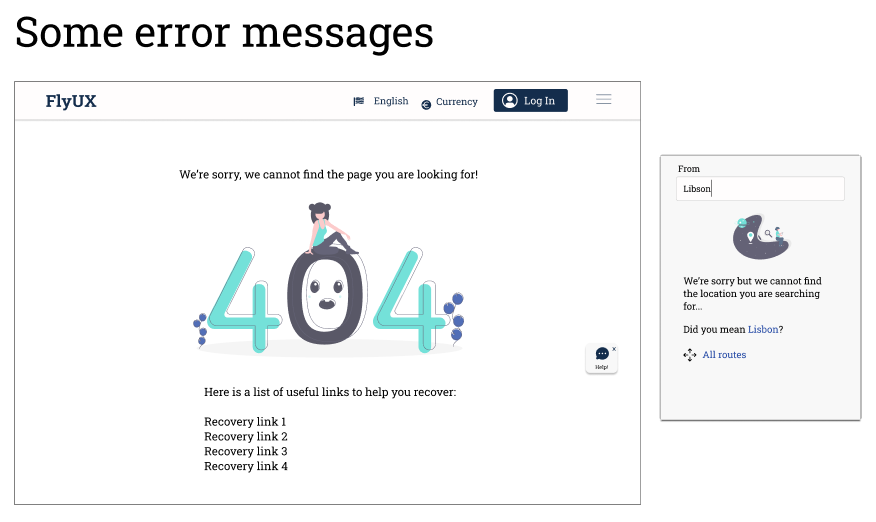 Some error messages
FlyUX
English
Currency
Log In
We're sorry, we cannot find the page you are looking for!
404
Help!
x
Here is a list of useful links to help you recover:
Recovery link 1
Recovery link 2
Recovery link 3
Recovery link 4
From
Libson
We're sorry but we cannot find
the location you are searching
for...
Did you mean Lisbon?
All routes